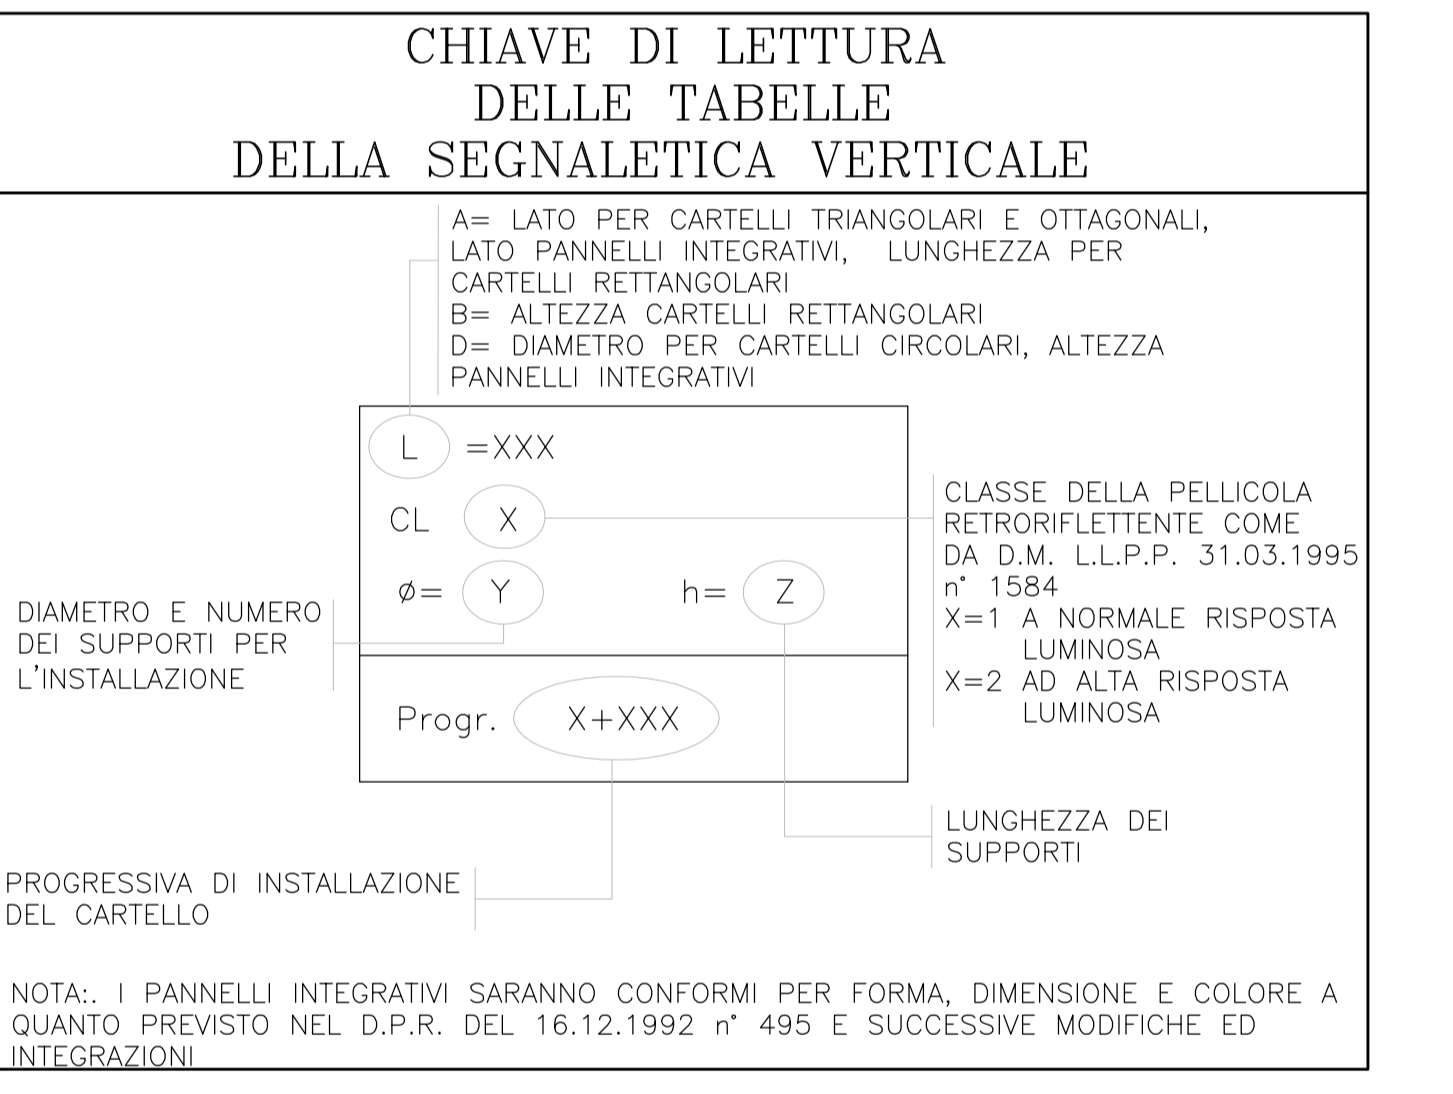 CHIAVE DI LETTURA
DELLE TABELLE
DELLA SEGNALETICA VERTICALE
A= LATO PER CARTELLI TRIANGOLARI E OTTAGONALI,
LATO PANNELLI INTEGRATIVI, LUNGHEZZA PER
CARTELLI RETTANGOLARI
B= ALTEZZA CARTELLI RETTANGOLARI
D= DIAMETRO PER CARTELLI CIRCOLARI, ALTEZZA
PANNELLI INTEGRATIVI
L =XXX
CL X
CLASSE DELLA PELLICOLA
RETRORIFLETTENTE COME
DA D.M. L.L.P.P. 31.03.1995
n° 1584
X=1 A NORMALE RISPOSTA
LUMINOSA
X=2 AD ALTA RISPOSTA
LUMINOSA
ø= Y h= Z
DIAMETRO E NUMERO
DEI SUPPORTI PER
L'INSTALLAZIONE
Progr. X+XXX
LUNGHEZZA DEI
SUPPORTI
PROGRESSIVA DI INSTALLAZIONE
DEL CARTELLO
NOTA:. I PANNELLI INTEGRATIVI SARANNO CONFORMI PER FORMA, DIMENSIONE E COLORE A
QUANTO PREVISTO NEL D.P.R. DEL 16.12.1992 n° 495 E SUCCESSIVE MODIFICHE ED
INTEGRAZIONI